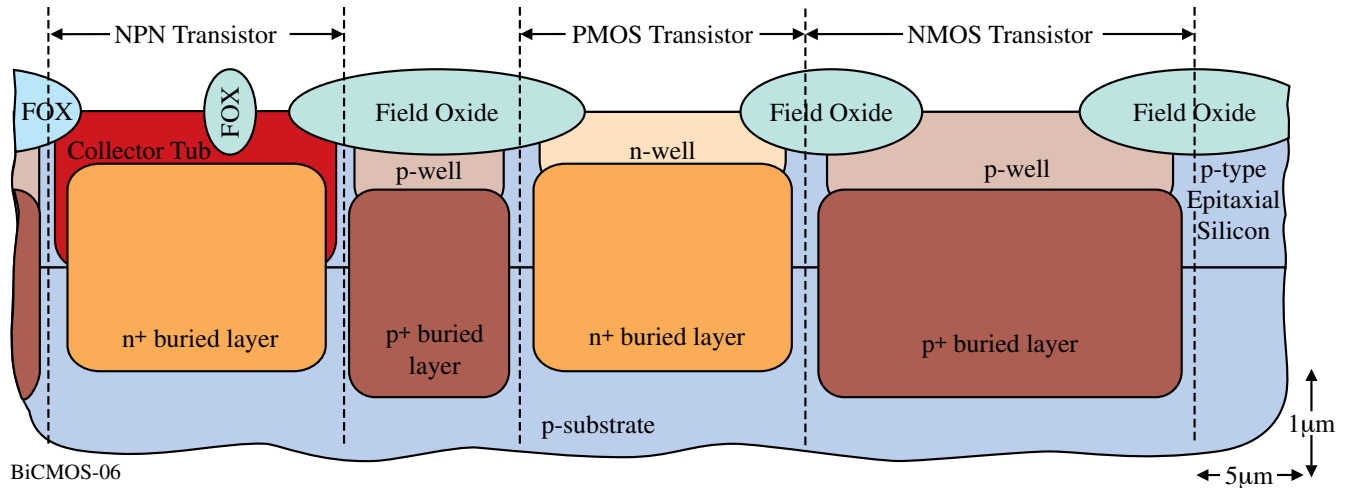 NPN Transistor
PMOS Transistor
NMOS Transistor
FOX
FOX
Field Oxide
Field Oxide
Field Oxide
Collector Tub
p-well
n-well
p-well
p-type
Epitaxial
Silicon
n+ buried layer
p+ buried
layer
n+ buried layer
p+ buried layer
p-substrate
1μm
5μm
BiCMOS-06